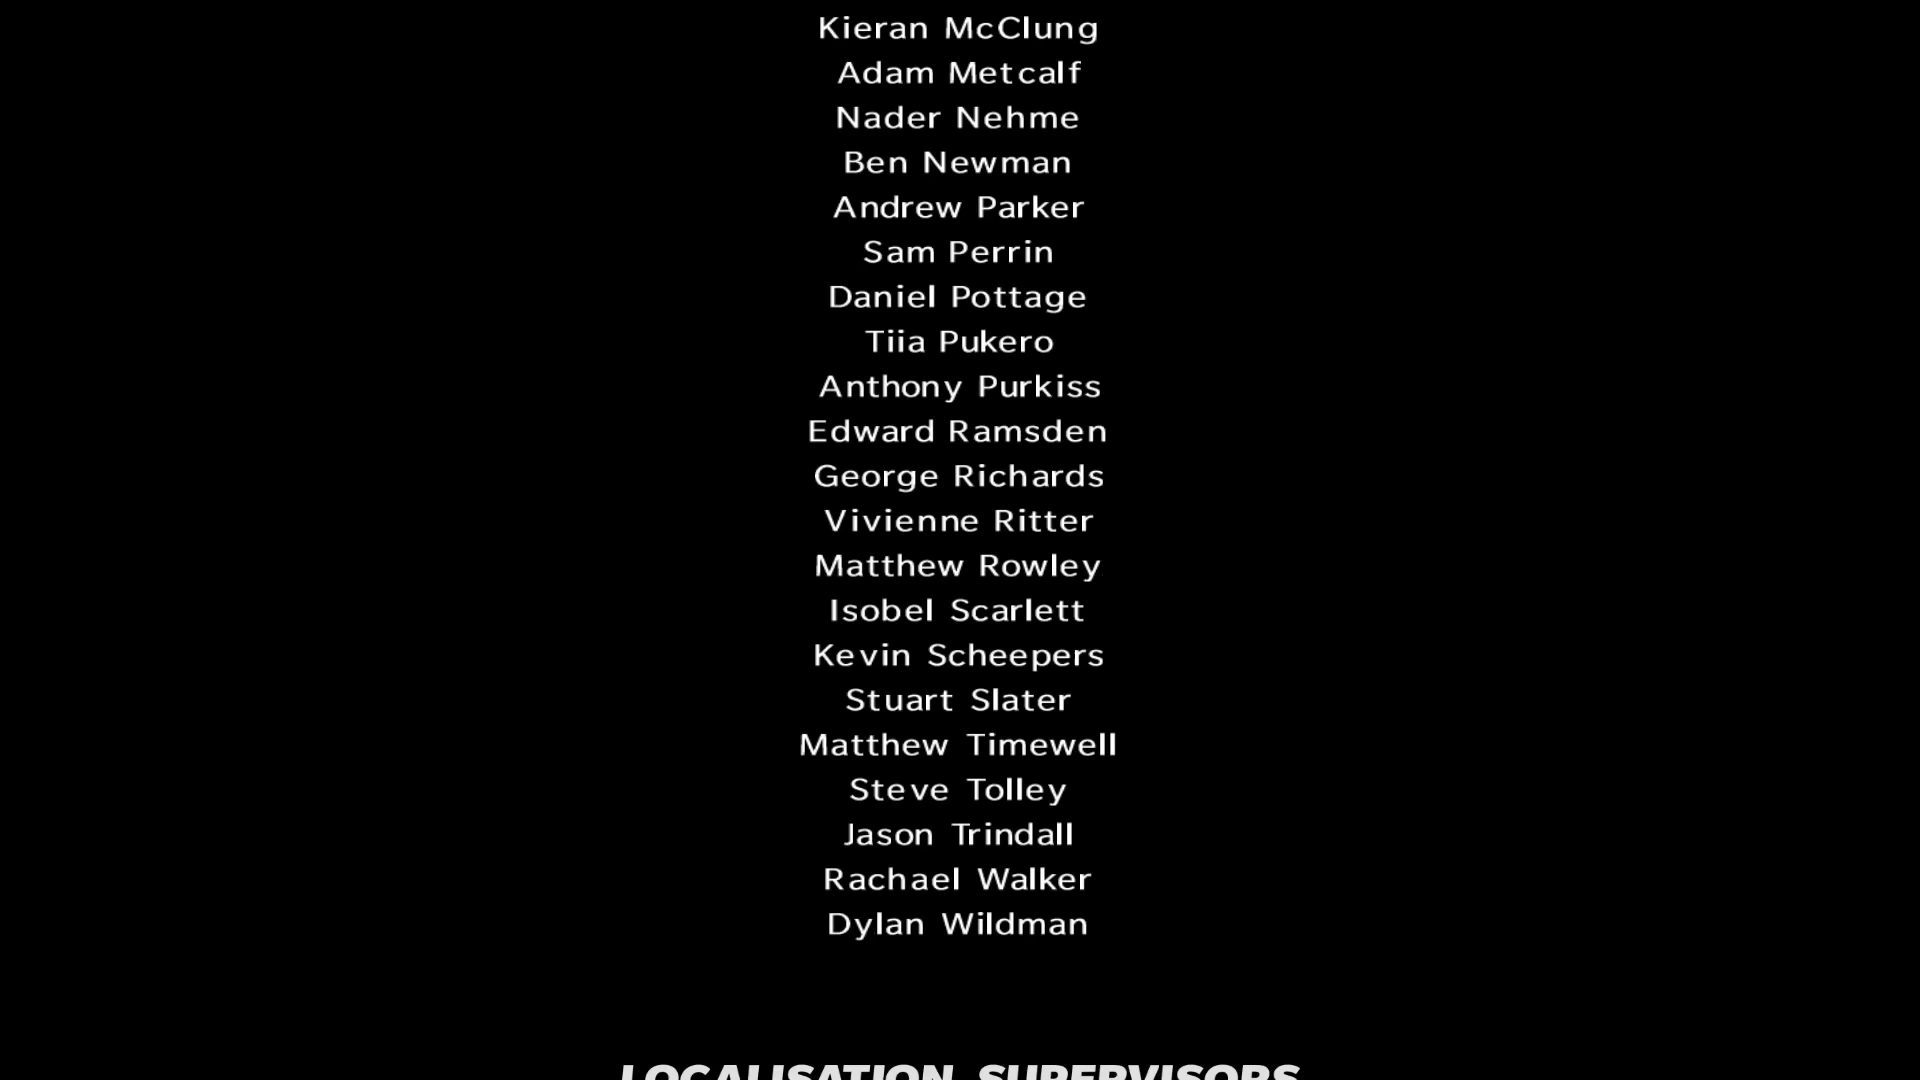 Kieran McClung
Adam Metcalf
Nader Nehme
Ben Newman
Andrew Parker
Sam Perrin
Daniel Pottage
Tiia Pukero
Anthony Purkiss
Edward Ramsden
George Richards
Vivienne Ritter
Matthew Rowley
Isobel Scarlett
Kevin Scheepers
Stuart Slater
Matthew Timewell
Steve Tolley
Jason Trindall
Rachael Walker
Dylan Wildman
LOCALISATION SUPERVISORS